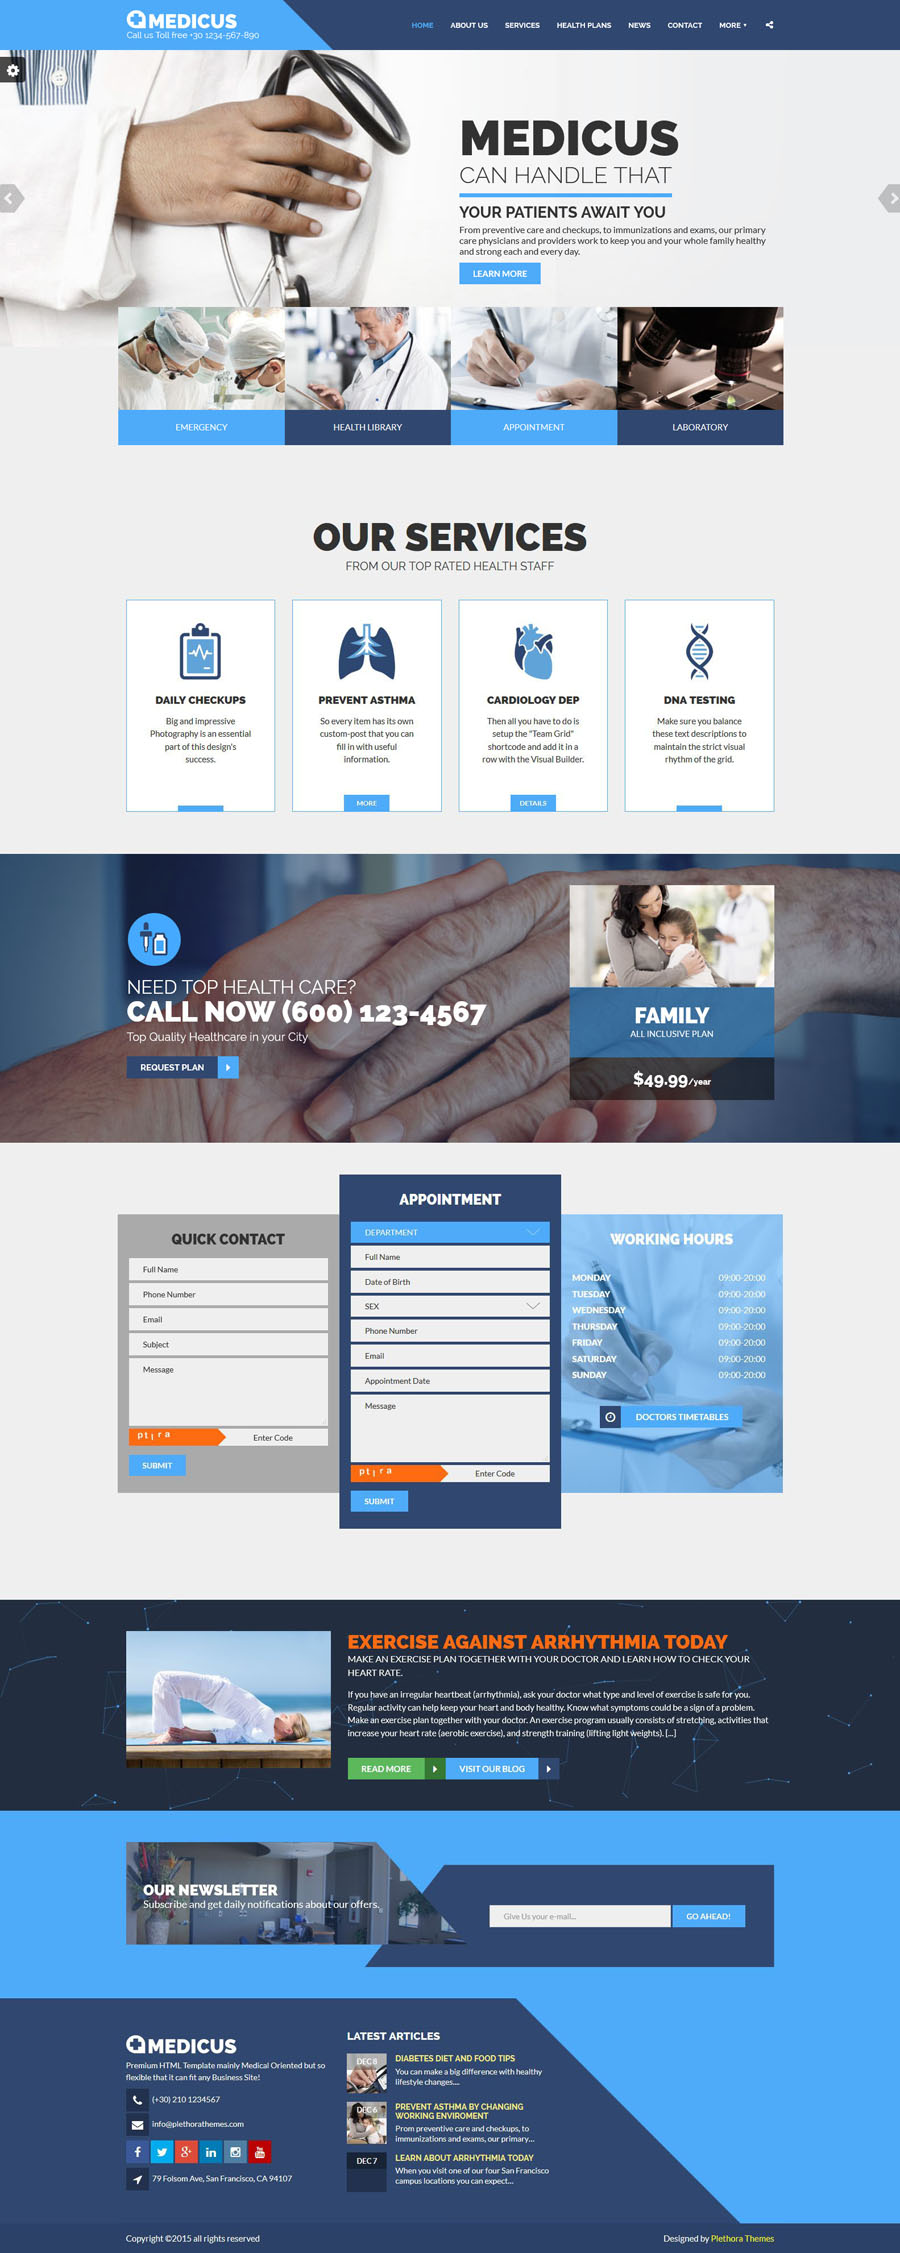 MEDICUS
Call us Toll free +30 1234-567-890
HOME ABOUT US SERVICES HEALTH PLANS NEWS CONTACT MORE
MEDICUS
CAN HANDLE THAT
YOUR PATIENTS AWAIT YOU
From preventive care and checkups, to immunizations and exams, our primary
care physicians and providers work to keep you and your whole family healthy
and strong each and every day.
LEARN MORE
EMERGENCY HEALTH LIBRARY APPOINTMENT LABORATORY
OUR SERVICES
FROM OUR TOP RATED HEALTH STAFF
DAILY CHECKUPS
Big and impressive
Photography is an essential
part of this design's
success.
PREVENT ASTHMA
So every item has its own
custom-post that you can
fill in with useful
information.
MORE
CARDIOLOGY DEP
Then all you have to do is
setup the "Team Grid"
shortcode and add it in a
row with the Visual Builder.
DETAILS
DNA TESTING
Make sure you balance
these text descriptions to
maintain the strict visual
rhythm of the grid.
NEED TOP HEALTH CARE?
CALL NOW (600) 123-4567
Top Quality Healthcare in your City
REQUEST PLAN
FAMILY
ALL INCLUSIVE PLAN
$49.99/year
QUICK CONTACT
Full Name
Phone Number
Email
Subject
Message
ptira
Enter Code
SUBMIT
APPOINTMENT
DEPARTMENT
Full Name
Date of Birth
SEX
Phone Number
Email
Appointment Date
Message
ptira
Enter Code
SUBMIT
WORKING HOURS
MONDAY 09:00-20:00
TUESDAY 09:00-20:00
WEDNESDAY 09:00-20:00
THURSDAY 09:00-20:00
FRIDAY 09:00-20:00
SATURDAY 09:00-20:00
SUNDAY 09:00-20:00
DOCTORS TIMETABLES
EXERCISE AGAINST ARRHYTHMIA TODAY
MAKE AN EXERCISE PLAN TOGETHER WITH YOUR DOCTOR AND LEARN HOW TO CHECK YOUR
HEART RATE.
If you have an irregular heartbeat (arrhythmia), ask your doctor what type and level of exercise is safe for you.
Regular activity can help keep your heart and body healthy. Know what symptoms could be a sign of a problem.
Make an exercise plan together with your doctor. An exercise program usually consists of stretching, activities that
increase your heart rate (aerobic exercise), and strength training (lifting light weights). [...]
READ MORE
VISIT OUR BLOG
OUR NEWSLETTER
Subscribe and get daily notifications about our offers.
Give Us your e-mail...
GO AHEAD!
MEDICUS
Premium HTML Template mainly Medical Oriented but so
flexible that it can fit any Business Site!
(+30) 210 1234567
info@plethorathemes.com
79 Folsom Ave, San Francisco, CA 94107
LATEST ARTICLES
DEC 8
DIABETES DIET AND FOOD TIPS
You can make a big difference with healthy
lifestyle changes....
DEC 6
PREVENT ASTHMA BY CHANGING
WORKING ENVIROMENT
Prom preventive care and checkups, to
immunizations and exams, our primary...
DEC 7
LEARN ABOUT ARRHYTHMIA TODAY
When you visit one of our four San Francisco
campus locations you can expect...
Copyright ©2015 all rights reserved
Designed by Plethora Themes